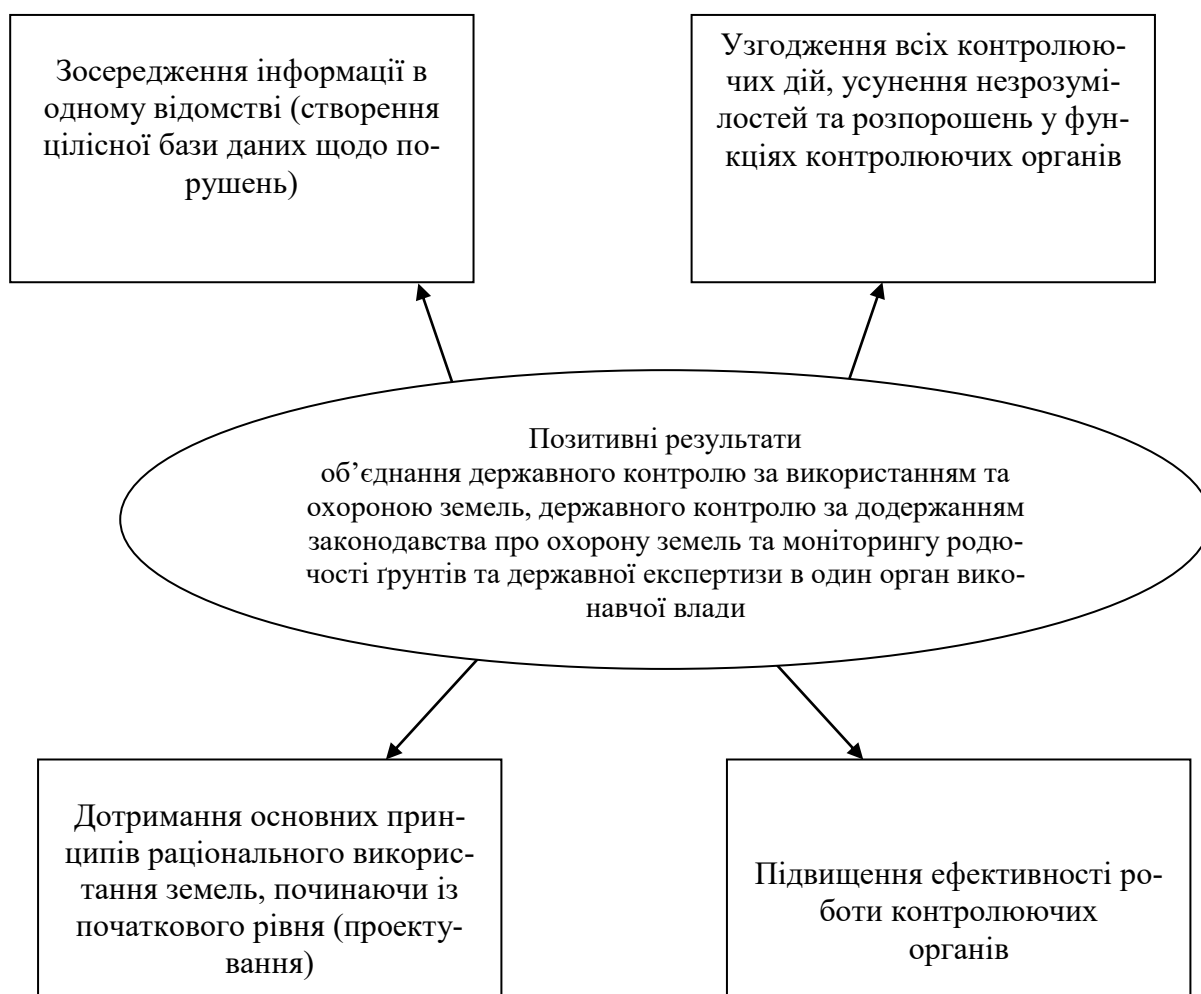 Зосередження інформації в
одному відомстві (створення
цілісної бази даних щодо по-
рушень)
Узгодження всіх контролюю-
чих дій, усунення незрозумі-
лостей та розпорошень у фун-
кціях контролюючих органів
Позитивні результати
об’єднання державного контролю за використанням та
охороною земель, державного контролю за додержанням
законодавства про охорону земель та моніторингу родю-
чості ґрунтів та державної експертизи в один орган вико-
навчої влади
Дотримання основних прин-
ципів раціонального викорис-
тання земель, починаючи із
початкового рівня (проекту-
вання)
Підвищення ефективності ро-
боти контролюючих
органів